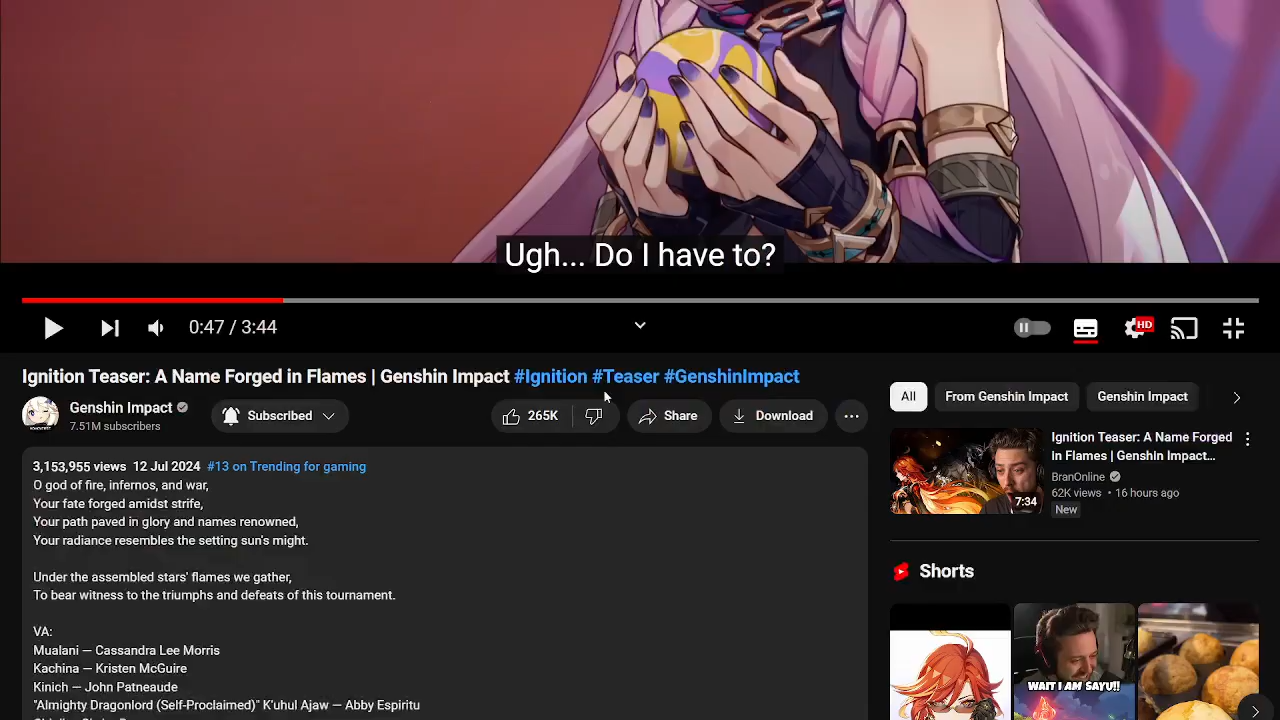 Ugh... Do I have to?
0:47 / 3:44
HD
Ignition Teaser: A Name Forged in Flames | Genshin Impact #Ignition #Teaser #GenshinImpact
Genshin Impact
7.51M subscribers
Subscribed
265K
Share
Download
3,153,955 views 12 Jul 2024 #13 on Trending for gaming
O god of fire, infernos, and war,
Your fate forged amidst strife,
Your path paved in glory and names renowned,
Your radiance resembles the setting sun's might.
Under the assembled stars' flames we gather,
To bear witness to the triumphs and defeats of this tournament.
VA:
Mualani — Cassandra Lee Morris
Kachina — Kristen McGuire
Kinich — John Patneaude
"Almighty Dragonlord (Self-Proclaimed)" K'uhul Ajaw — Abby Espiritu
All
From Genshin Impact
Genshin Impact
7:34
Ignition Teaser: A Name Forged
in Flames | Genshin Impact...
BranOnline
62K views • 16 hours ago
New
Shorts
WAIT I AM SAYU!!